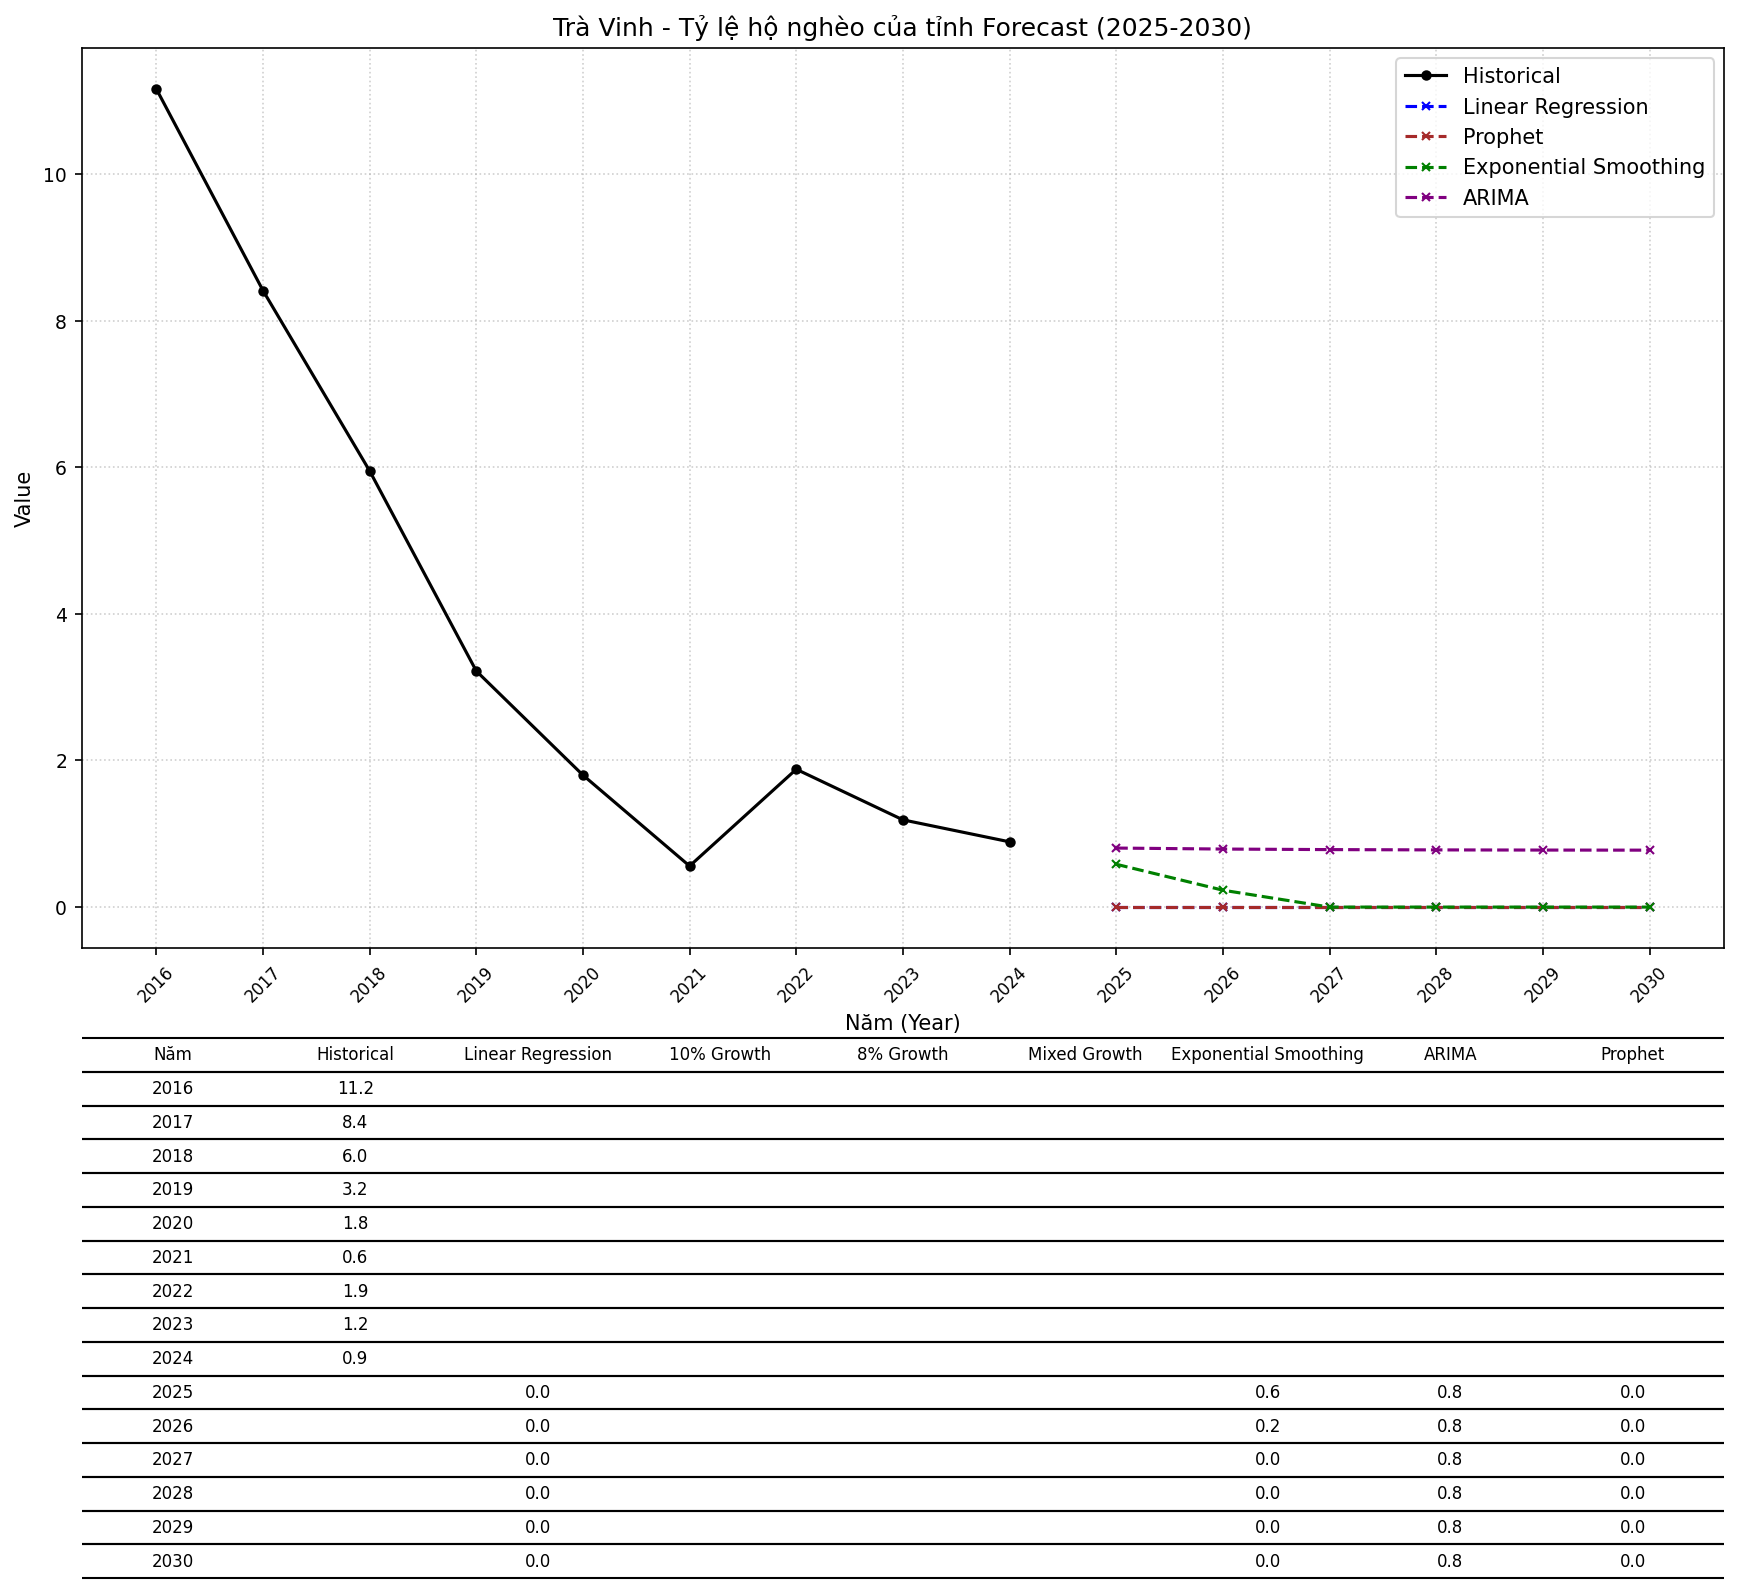 Trà Vinh - Tỷ lệ hộ nghèo của tỉnh Forecast (2025-2030)
Historical
Linear Regression
Prophet
Exponential Smoothing
ARIMA
Value
10
8
6
4
2
0
2016 2017 2018 2019 2020 2021 2022 2023 2024 2025 2026 2027 2028 2029 2030
Năm (Year)
Năm Historical Linear Regression 10% Growth 8% Growth Mixed Growth Exponential Smoothing ARIMA Prophet
2016 11.2
2017 8.4
2018 6.0
2019 3.2
2020 1.8
2021 0.6
2022 1.9
2023 1.2
2024 0.9
2025 0.0 0.6 0.8 0.0
2026 0.0 0.2 0.8 0.0
2027 0.0 0.0 0.8 0.0
2028 0.0 0.0 0.8 0.0
2029 0.0 0.0 0.8 0.0
2030 0.0 0.0 0.8 0.0